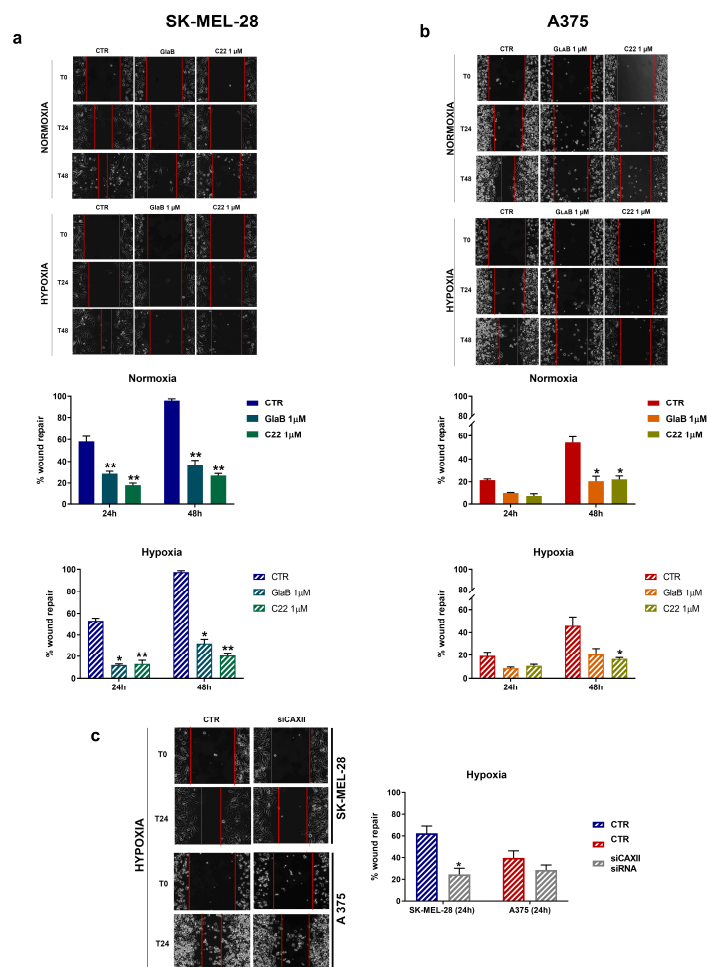 SK-MEL-28
A375
a
CTR GlaB C22 1 µM
NORMOXIA
T0
T24
T48
CTR GlaB 1 µM C22 1 µM
HYPOXIA
T0
T24
T48
b
CTR GLAB 1 µM C22 1 µM
NORMOXIA
T0
T24
T48
CTR GLAB 1 µM C22 1 µM
HYPOXIA
T0
T24
T48
Normoxia
% wound repair
100
80
60
40
20
0
** ** ** **
24h 48h
CTR
GlaB 1µM
C22 1µM
Normoxia
% wound repair
100
80
60
40
20
0
* *
24h 48h
CTR
GlaB 1µM
C22 1µM
Hypoxia
% wound repair
100
80
60
40
20
0
* ** * **
24h 48h
CTR
GlaB 1µM
C22 1µM
Hypoxia
% wound repair
100
80
60
40
20
0
*
24h 48h
CTR
GlaB 1µM
C22 1µM
c
CTR siCAXII
HYPOXIA
T0
T24
SK-MEL-28
T0
T24
A 375
Hypoxia
% wound repair
100
80
60
40
20
0
*
SK-MEL-28 (24h) A375 (24h)
CTR
CTR
siCAXII
siRNA